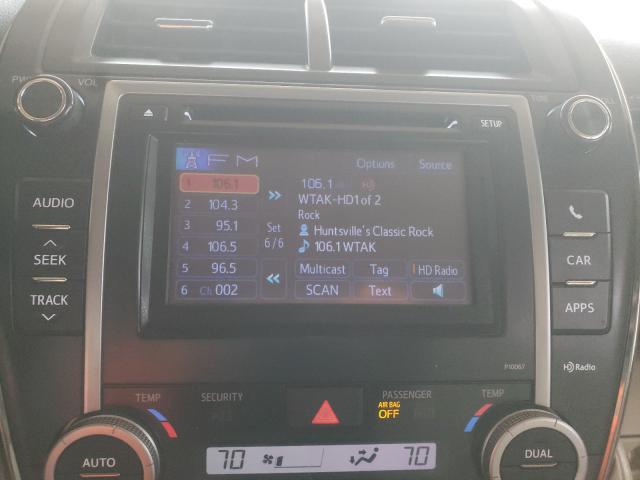 PWR
VOL
SETUP
FM
Options
Source
1 106.1
106.1 HD
2 104.3
WTAK-HD1 of 2
Rock
3 95.1
Set
6/6
Huntsville's Classic Rock
4 106.5
106.1 WTAK
5 96.5
Multicast
Tag
HD Radio
6 Ch 002
SCAN
Text
AUDIO
SEEK
TRACK
CAR
APPS
P10067
HD Radio
TEMP
SECURITY
AIR BAG
OFF
PASSENGER
TEMP
AUTO
70
70
DUAL